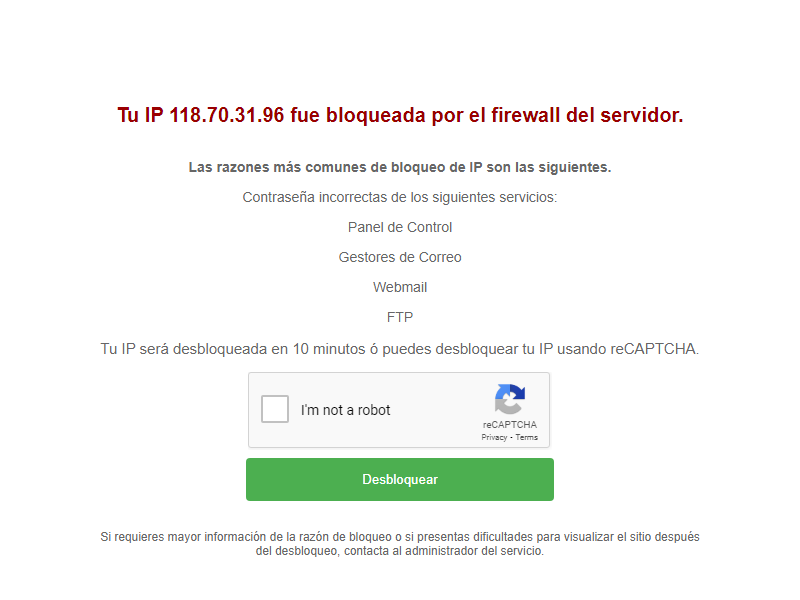 Tu IP 118.70.31.96 fue bloqueada por el firewall del servidor.
Las razones más comunes de bloqueo de IP son las siguientes.
Contraseña incorrectas de los siguientes servicios:
Panel de Control
Gestores de Correo
Webmail
FTP
Tu IP será desbloqueada en 10 minutos ó puedes desbloquear tu IP usando reCAPTCHA.
I'm not a robot
reCAPTCHA
Privacy - Terms
Desbloquear
Si requieres mayor información de la razón de bloqueo o si presentas dificultades para visualizar el sitio después
del desbloqueo, contacta al administrador del servicio.